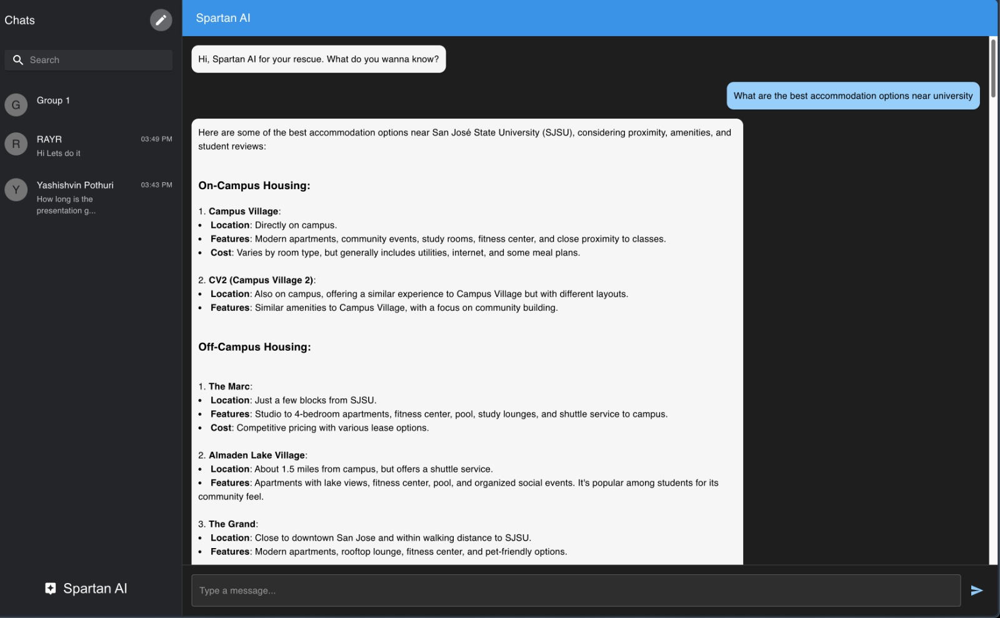 Chats
Search
G
Group 1
R
RAYR
03:49 PM
Hi Lets do it
Y
Yashishvin Pothuri
03:43 PM
How long is the
presentation g...
Spartan AI
Spartan AI
Hi, Spartan AI for your rescue. What do you wanna know?
What are the best accommodation options near university
Here are some of the best accommodation options near San José State University (SJSU), considering proximity, amenities, and
student reviews:
On-Campus Housing:
1. Campus Village:
• Location: Directly on campus.
• Features: Modern apartments, community events, study rooms, fitness center, and close proximity to classes.
• Cost: Varies by room type, but generally includes utilities, internet, and some meal plans.
2. CV2 (Campus Village 2):
• Location: Also on campus, offering a similar experience to Campus Village but with different layouts.
• Features: Similar amenities to Campus Village, with a focus on community building.
Off-Campus Housing:
1. The Marc:
• Location: Just a few blocks from SJSU.
• Features: Studio to 4-bedroom apartments, fitness center, pool, study lounges, and shuttle service to campus.
• Cost: Competitive pricing with various lease options.
2. Almaden Lake Village:
• Location: About 1.5 miles from campus, but offers a shuttle service.
• Features: Apartments with lake views, fitness center, pool, and organized social events. It's popular among students for its
community feel.
3. The Grand:
• Location: Close to downtown San Jose and within walking distance to SJSU.
• Features: Modern apartments, rooftop lounge, fitness center, and pet-friendly options.
Type a message...